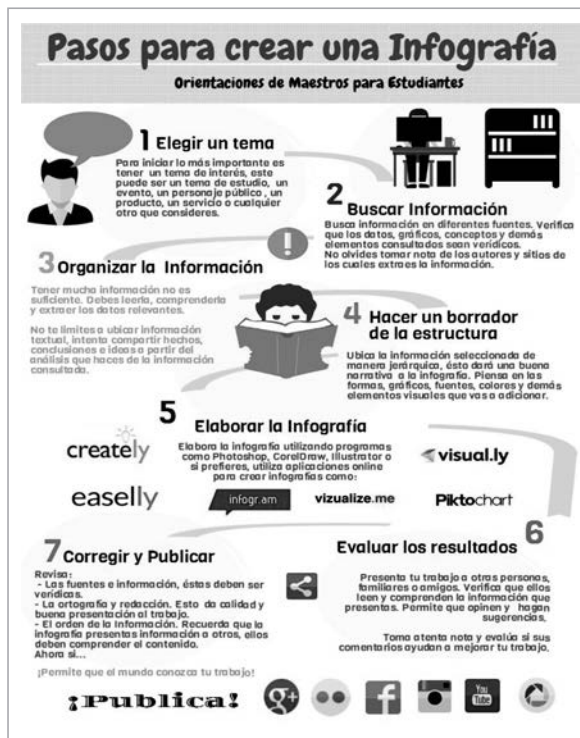 Pasos para crear una Infografía
Orientaciones de Maestros para Estudiantes
1 Elegir un tema
Para iniciar lo más importante es
tener un tema de interés, este
puede ser un tema de estudio, un
evento, un personaje público, un
producto, un servicio o cualquier
otro que consideres.
2
Buscar Información
Busca información en diferentes fuentes. Verifica
que los datos, gráficos, conceptos y demás
elementos consultados sean verídicos.
No olvides tomar nota de los autores y sitios de
los cuales extraes la información.
3 Organizar la Información
Tener mucha información no es
suficiente. Debes leerla, comprenderla
y extraer los datos relevantes.
No te limites a ubicar información
textual, intenta compartir hechos,
conclusiones e ideas a partir del
análisis que haces de la información
consultada.
4 Hacer un borrador
de la estructura
Ubica la información seleccionada de
manera jerárquica, ésto dará una buena
narrativa a la infografía. Piensa en las
formas, gráficos, fuentes, colores y demás
elementos visuales que vas a adicionar.
5 Elaborar la Infografía
Elabora la infografía utilizando programas
como Photoshop, CorelDraw, Illustrator o
si prefieres, utiliza aplicaciones online
para crear infografías como:
creately
visual.ly
easelly
infogr.am
vizualize.me
Piktochart
6
Evaluar los resultados
Presenta tu trabajo a otras personas,
familiares o amigos. Verifica que ellos
leen y comprenden la información que
presentas. Permite que opinen y hagan
sugerencias.
Toma atenta nota y evalúa si sus
comentarios ayudan a mejorar tu trabajo.
7 Corregir y Publicar
Revisa:
- Las fuentes e información, éstas deben ser
verídicas.
- La ortografía y redacción. Esto da calidad y
buena presentación al trabajo.
- El orden de la Información. Recuerda que la
infografía presentas información a otros, ellos
deben comprender el contenido.
Ahora sí...
¡Permite que el mundo conozca tu trabajo!
¡Publica!
g+
f
You
Tube